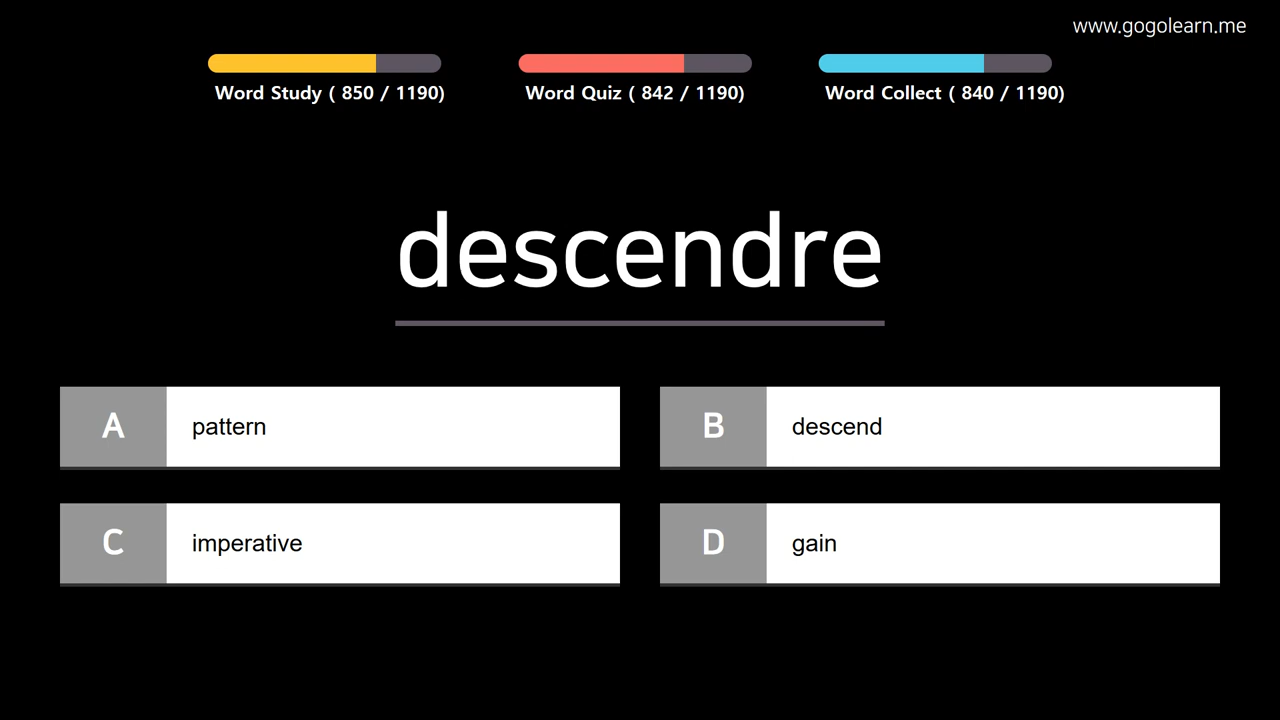 www.gogolearn.me
Word Study ( 850 / 1190)
Word Quiz ( 842 / 1190)
Word Collect ( 840 / 1190)
descendre
A pattern
B descend
C imperative
D gain